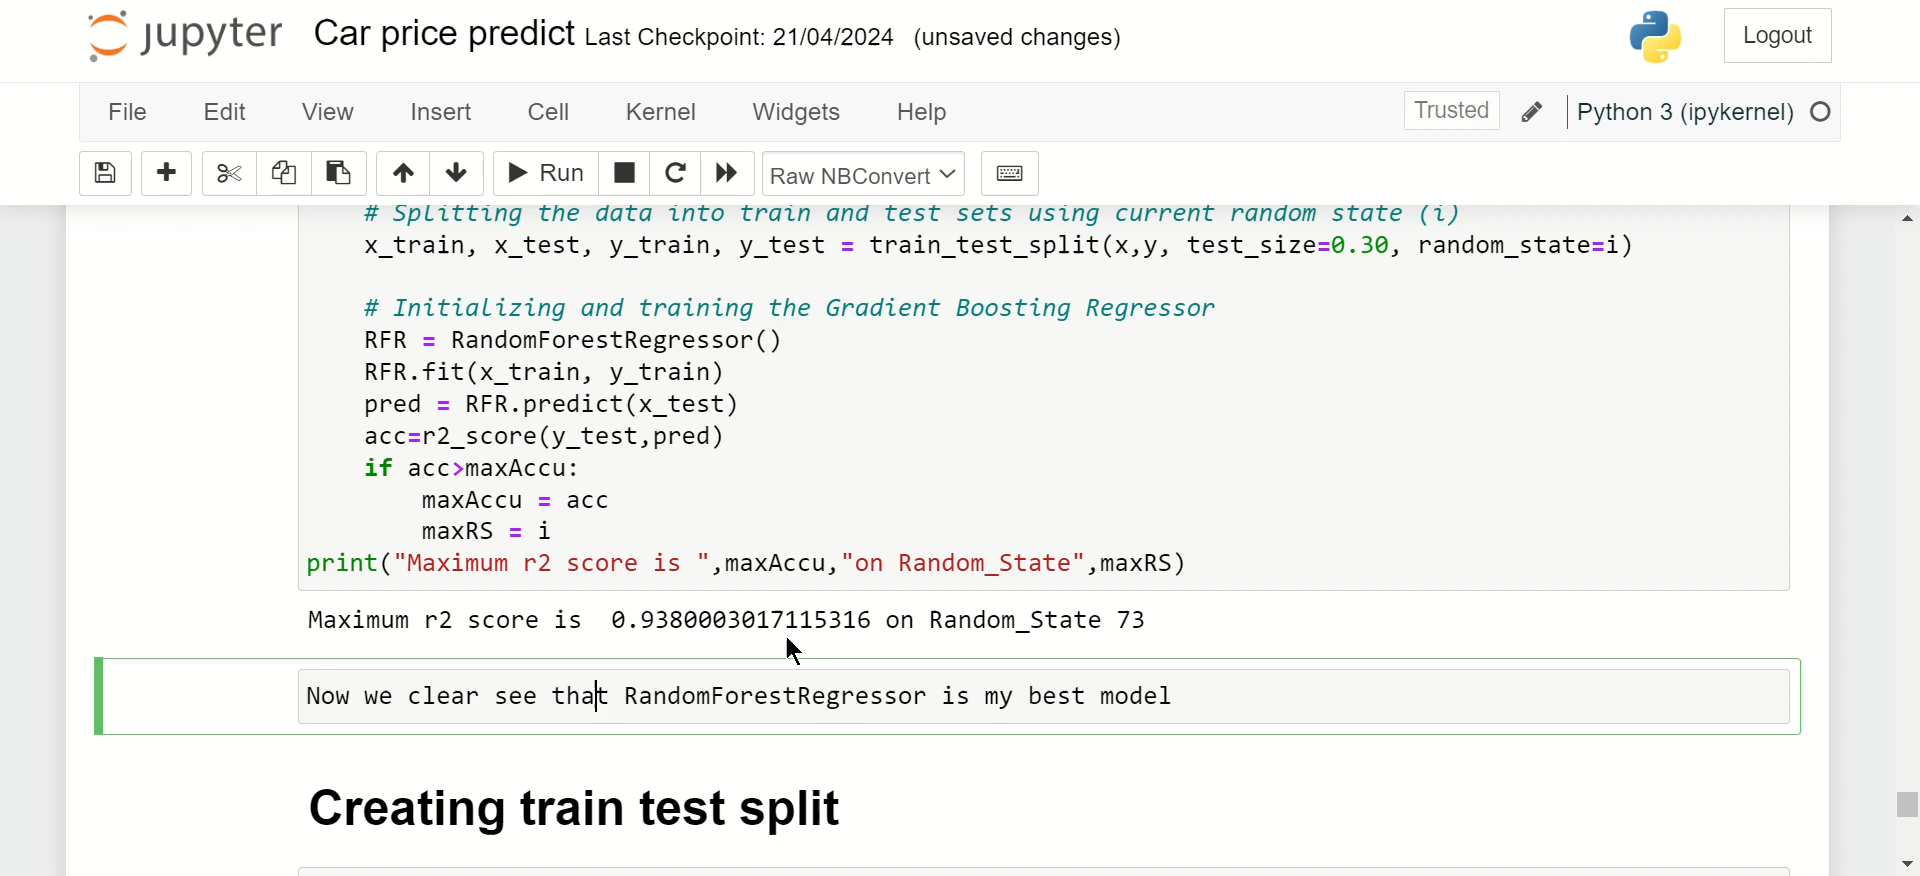 jupyter Car price predict Last Checkpoint: 21/04/2024 (unsaved changes) Logout
File Edit View Insert Cell Kernel Widgets Help Trusted Python 3 (ipykernel)
Run Raw NBConvert
# Splitting the data into train and test sets using current random state (i)
x_train, x_test, y_train, y_test = train_test_split(x,y, test_size=0.30, random_state=i)
# Initializing and training the Gradient Boosting Regressor
RFR = RandomForestRegressor()
RFR.fit(x_train, y_train)
pred = RFR.predict(x_test)
acc=r2_score(y_test,pred)
if acc>maxAccu:
maxAccu = acc
maxRS = i
print("Maximum r2 score is ",maxAccu,"on Random_State",maxRS)
Maximum r2 score is  0.9380003017115316 on Random_State 73
Now we clear see that RandomForestRegressor is my best model
Creating train test split